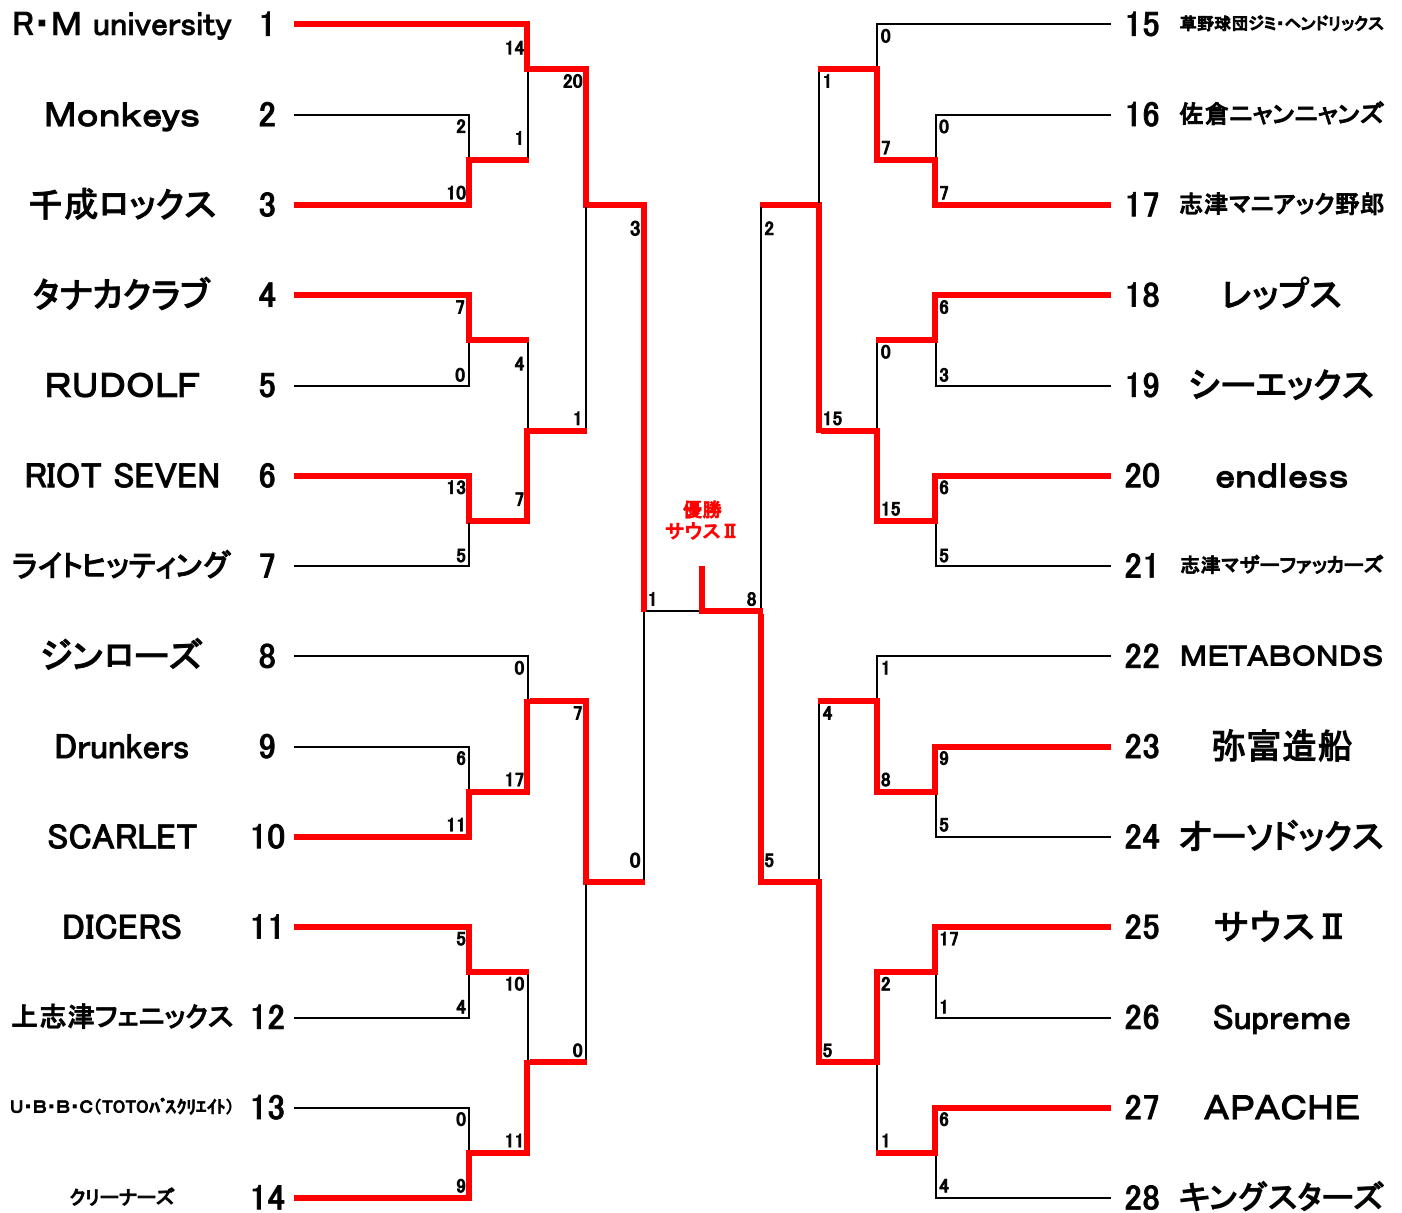 R・M university 1
14
20
Monkeys 2
2
1
千成ロックス 3
10
3
タナカクラブ 4
7
4
RUDOLF 5
0
1
RIOT SEVEN 6
13
7
ライトヒッティング 7
5
1
ジンローズ 8
0
7
Drunkers 9
6
17
SCARLET 10
11
0
DICERS 11
5
10
上志津フェニックス 12
4
0
U・B・B・C(TOTOバスクリエイト) 13
0
11
クリーナーズ 14
9
優勝
サウスⅡ
8
15 草野球団ジミ・ヘンドリックス
0
1
16 佐倉ニャンニャンズ
0
7
17 志津マニアック野郎
7
2
18 レップス
6
0
19 シーエックス
3
15
20 endless
6
15
21 志津マザーファッカーズ
5
22 METABONDS
1
4
23 弥富造船
9
8
24 オーソドックス
5
5
25 サウスⅡ
17
2
26 Supreme
1
5
27 APACHE
6
1
28 キングスターズ
4